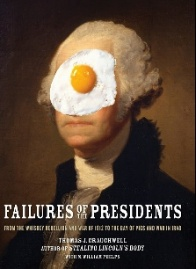 FAILURES OF THE PRESIDENTS
FROM THE WHISKEY REBELLION AND WAR OF 1812 TO THE BAY OF PIGS AND WAR IN IRAQ
THOMAS J. CRAUGHWELL
AUTHOR OF STEALING LINCOLN'S BODY
WITH M. WILLIAM PHELPS